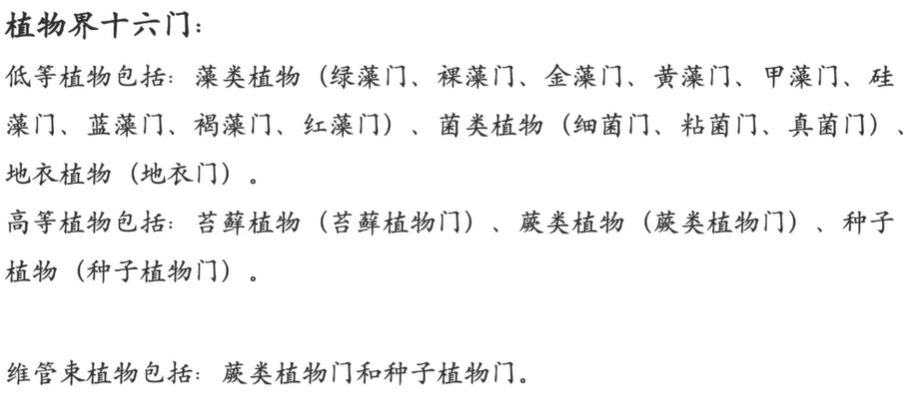 植物界十六门：
低等植物包括：藻类植物（绿藻门、裸藻门、金藻门、黄藻门、甲藻门、硅
藻门、蓝藻门、褐藻门、红藻门）、菌类植物（细菌门、粘菌门、真菌门）、
地衣植物（地衣门）。
高等植物包括：苔藓植物（苔藓植物门）、蕨类植物（蕨类植物门）、种子
植物（种子植物门）。
维管束植物包括：蕨类植物门和种子植物门。